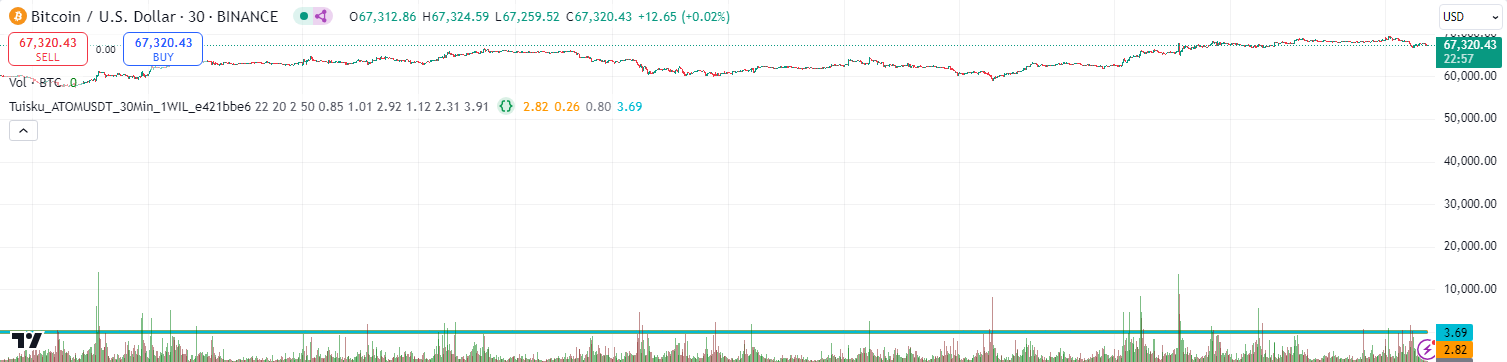 Bitcoin / U.S. Dollar · 30 · BINANCE O67,312.86 H67,324.59 L67,259.52 C67,320.43 +12.65 (+0.02%)
USD
67,320.43
SELL
0.00
67,320.43
BUY
67,320.43
22:57
Vol · BTC 0
60,000.00
Tuisku_ATOMUSDT_30Min_1WIL_e421bbe6 22 20 2 50 0.85 1.01 2.92 1.12 2.31 3.91 {} 2.82 0.26 0.80 3.69
50,000.00
40,000.00
30,000.00
20,000.00
10,000.00
3.69
2.82